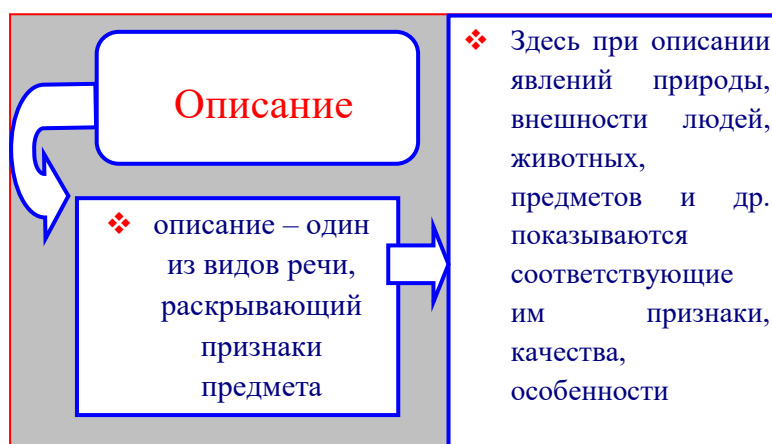 Описание
❖ описание – один
из видов речи,
раскрывающий
признаки
предмета
❖ Здесь при описании
явлений природы,
внешности людей,
животных,
предметов и др.
показываются
соответствующие
им признаки,
качества,
особенности